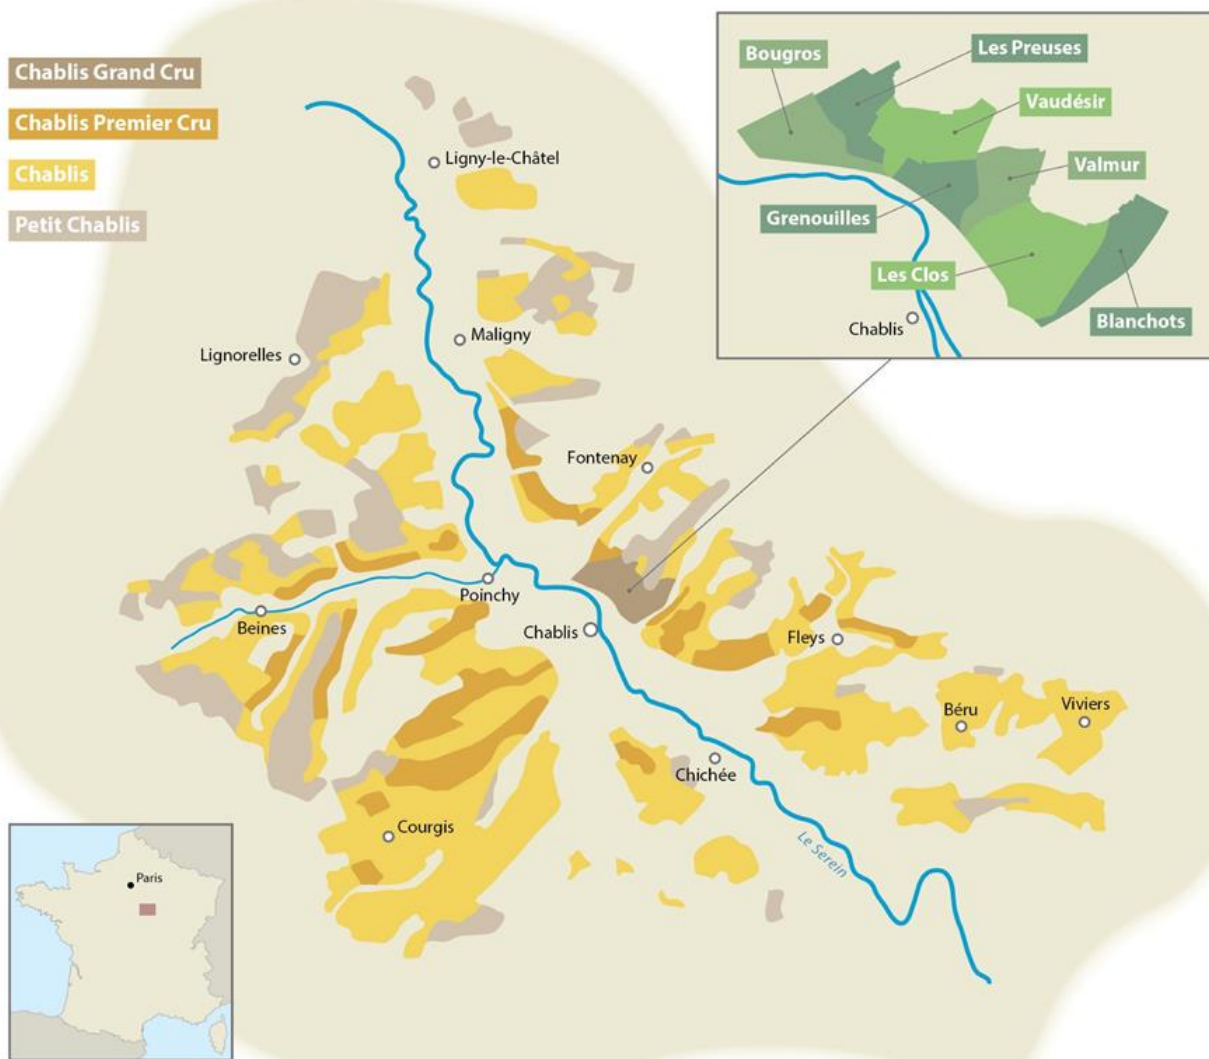 Chablis Grand Cru
Chablis Premier Cru
Chablis
Petit Chablis
Bougros
Les Preuses
Vaudésir
Valmur
Grenouilles
Les Clos
Blanchots
Chablis
Ligny-le-Châtel
Maligny
Lignorelles
Fontenay
Poinchy
Beines
Chablis
Fleys
Béru
Viviers
Chichée
Courgis
Le Serein
Paris